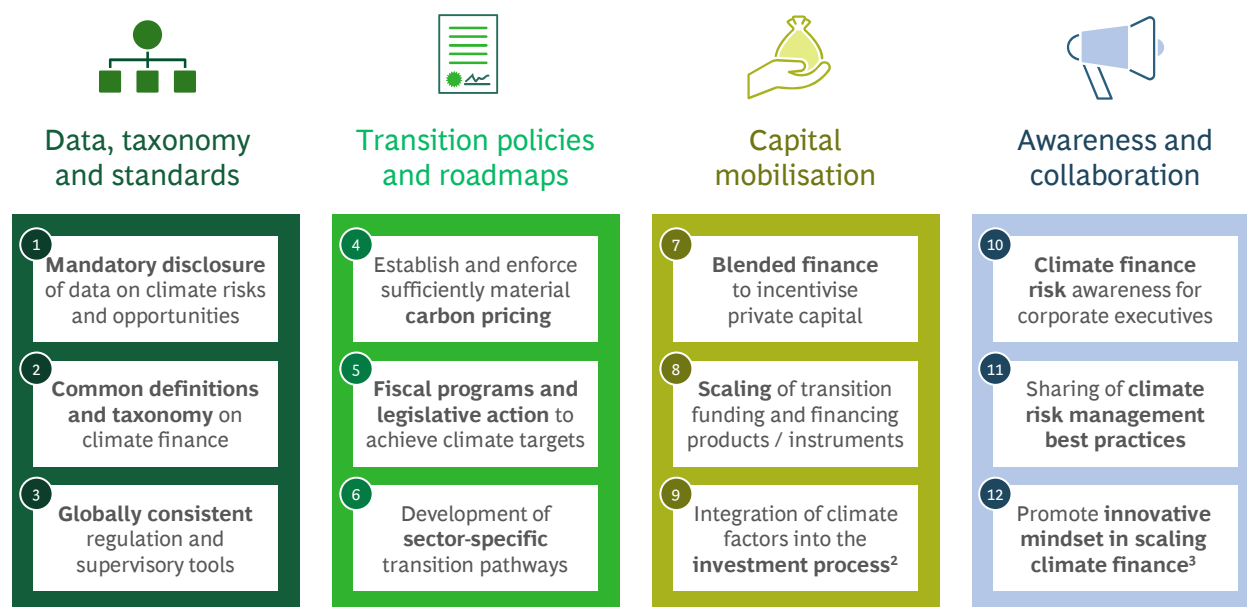 Data, taxonomy
and standards
1
Mandatory disclosure
of data on climate risks
and opportunities
2
Common definitions
and taxonomy on
climate finance
3
Globally consistent
regulation and
supervisory tools
Transition policies
and roadmaps
4
Establish and enforce
sufficiently material
carbon pricing
5
Fiscal programs and
legislative action to
achieve climate targets
6
Development of
sector-specific
transition pathways
Capital
mobilisation
7
Blended finance
to incentivise
private capital
8
Scaling of transition
funding and financing
products / instruments
9
Integration of climate
factors into the
investment process²
Awareness and
collaboration
10
Climate finance
risk awareness for
corporate executives
11
Sharing of climate
risk management
best practices
12
Promote innovative
mindset in scaling
climate finance³